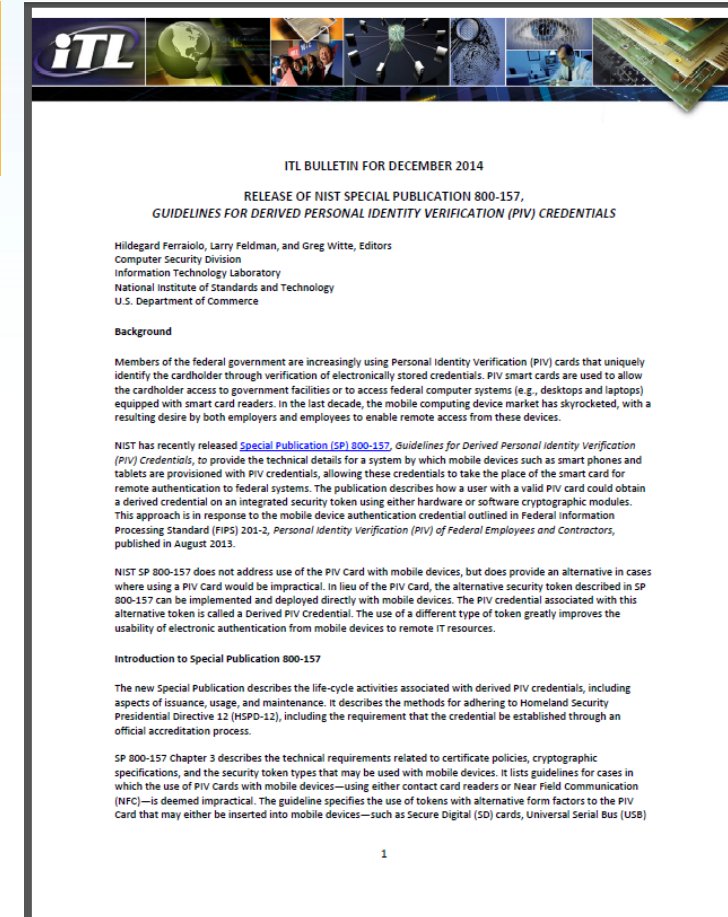 iTL
ITL BULLETIN FOR DECEMBER 2014
RELEASE OF NIST SPECIAL PUBLICATION 800-157,
GUIDELINES FOR DERIVED PERSONAL IDENTITY VERIFICATION (PIV) CREDENTIALS
Hildegard Ferraiolo, Larry Feldman, and Greg Witte, Editors
Computer Security Division
Information Technology Laboratory
National Institute of Standards and Technology
U.S. Department of Commerce
Background
Members of the federal government are increasingly using Personal Identity Verification (PIV) cards that uniquely
identify the cardholder through verification of electronically stored credentials. PIV smart cards are used to allow
the cardholder access to government facilities or to access federal computer systems (e.g., desktops and laptops)
equipped with smart card readers. In the last decade, the mobile computing device market has skyrocketed, with a
resulting desire by both employers and employees to enable remote access from these devices.
NIST has recently released Special Publication (SP) 800-157, Guidelines for Derived Personal Identity Verification
(PIV) Credentials, to provide the technical details for a system by which mobile devices such as smart phones and
tablets are provisioned with PIV credentials, allowing these credentials to take the place of the smart card for
remote authentication to federal systems. The publication describes how a user with a valid PIV card could obtain
a derived credential on an integrated security token using either hardware or software cryptographic modules.
This approach is in response to the mobile device authentication credential outlined in Federal Information
Processing Standard (FIPS) 201-2, Personal Identity Verification (PIV) of Federal Employees and Contractors,
published in August 2013.
NIST SP 800-157 does not address use of the PIV Card with mobile devices, but does provide an alternative in cases
where using a PIV Card would be impractical. In lieu of the PIV Card, the alternative security token described in SP
800-157 can be implemented and deployed directly with mobile devices. The PIV credential associated with this
alternative token is called a Derived PIV Credential. The use of a different type of token greatly improves the
usability of electronic authentication from mobile devices to remote IT resources.
Introduction to Special Publication 800-157
The new Special Publication describes the life-cycle activities associated with derived PIV credentials, including
aspects of issuance, usage, and maintenance. It describes the methods for adhering to Homeland Security
Presidential Directive 12 (HSPD-12), including the requirement that the credential be established through an
official accreditation process.
SP 800-157 Chapter 3 describes the technical requirements related to certificate policies, cryptographic
specifications, and the security token types that may be used with mobile devices. It lists guidelines for cases in
which the use of PIV Cards with mobile devices—using either contact card readers or Near Field Communication
(NFC)—is deemed impractical. The guideline specifies the use of tokens with alternative form factors to the PIV
Card that may either be inserted into mobile devices—such as Secure Digital (SD) cards, Universal Serial Bus (USB)
1